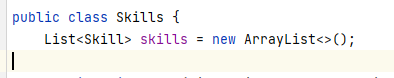 public class Skills {
    List<Skill> skills = new ArrayList<>();